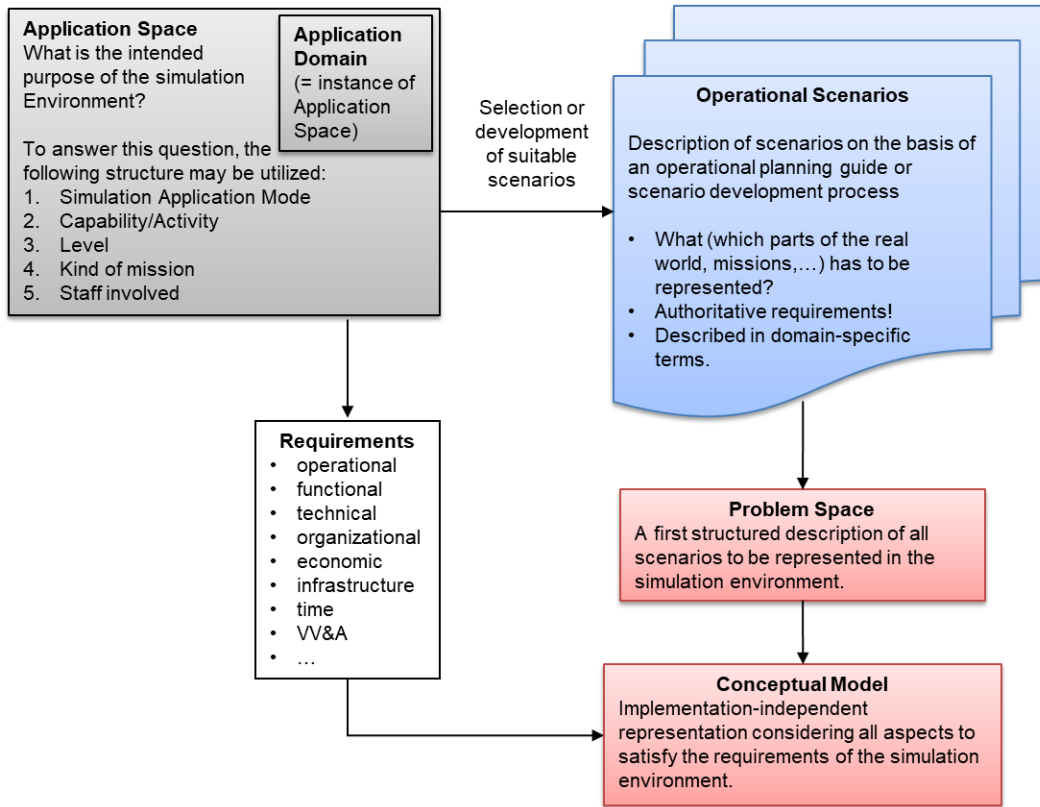 Application Space
What is the intended
purpose of the simulation
Environment?
To answer this question, the
following structure may be utilized:
1. Simulation Application Mode
2. Capability/Activity
3. Level
4. Kind of mission
5. Staff involved
Application
Domain
(= instance of
Application
Space)
Selection or
development
of suitable
scenarios
Operational Scenarios
Description of scenarios on the basis of
an operational planning guide or
scenario development process
• What (which parts of the real
world, missions,…) has to be
represented?
• Authoritative requirements!
• Described in domain-specific
terms.
Requirements
• operational
• functional
• technical
• organizational
• economic
• infrastructure
• time
• VV&A
• …
Problem Space
A first structured description of all
scenarios to be represented in the
simulation environment.
Conceptual Model
Implementation-independent
representation considering all aspects to
satisfy the requirements of the simulation
environment.